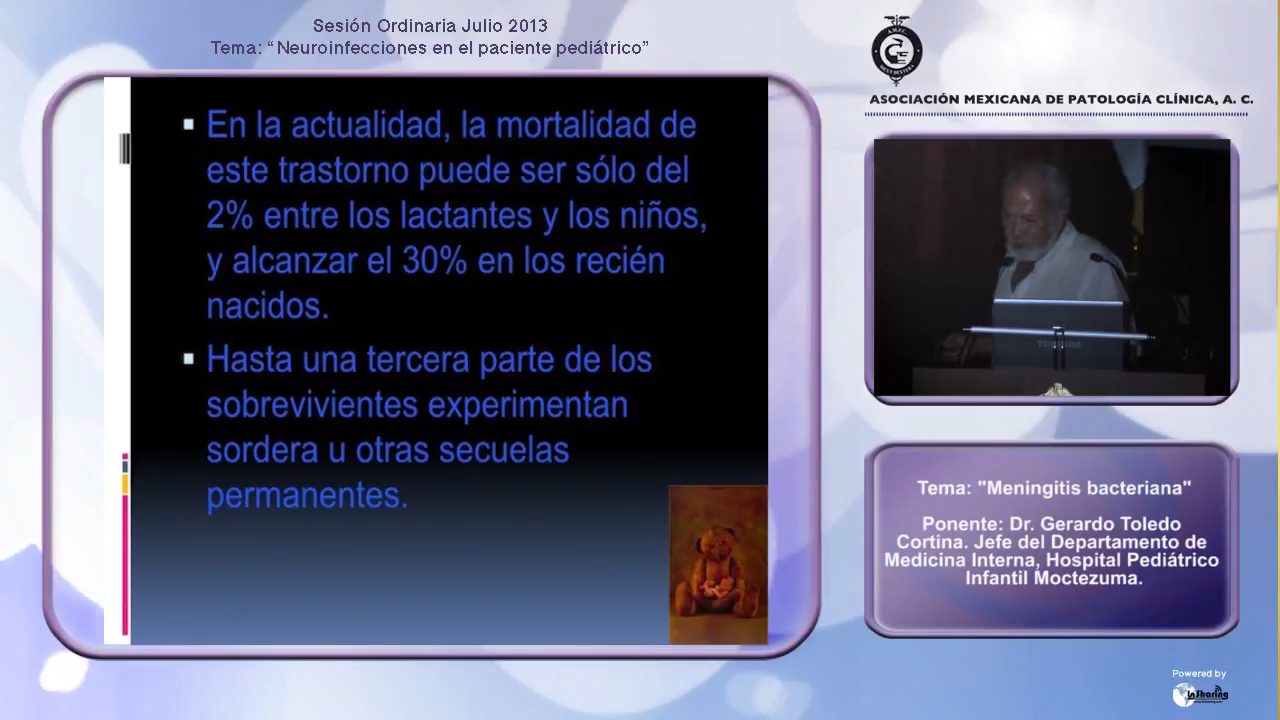 Sesión Ordinaria Julio 2013
Tema: “Neuroinfecciones en el paciente pediátrico”
ASOCIACIÓN MEXICANA DE PATOLOGÍA CLÍNICA, A. C.
En la actualidad, la mortalidad de
este trastorno puede ser sólo del
2% entre los lactantes y los niños,
y alcanzar el 30% en los recién
nacidos.
Hasta una tercera parte de los
sobrevivientes experimentan
sordera u otras secuelas
permanentes.
Tema: "Meningitis bacteriana"
Ponente: Dr. Gerardo Toledo
Cortina. Jefe del Departamento de
Medicina Interna, Hospital Pediátrico
Infantil Moctezuma.
Powered by
InSharing